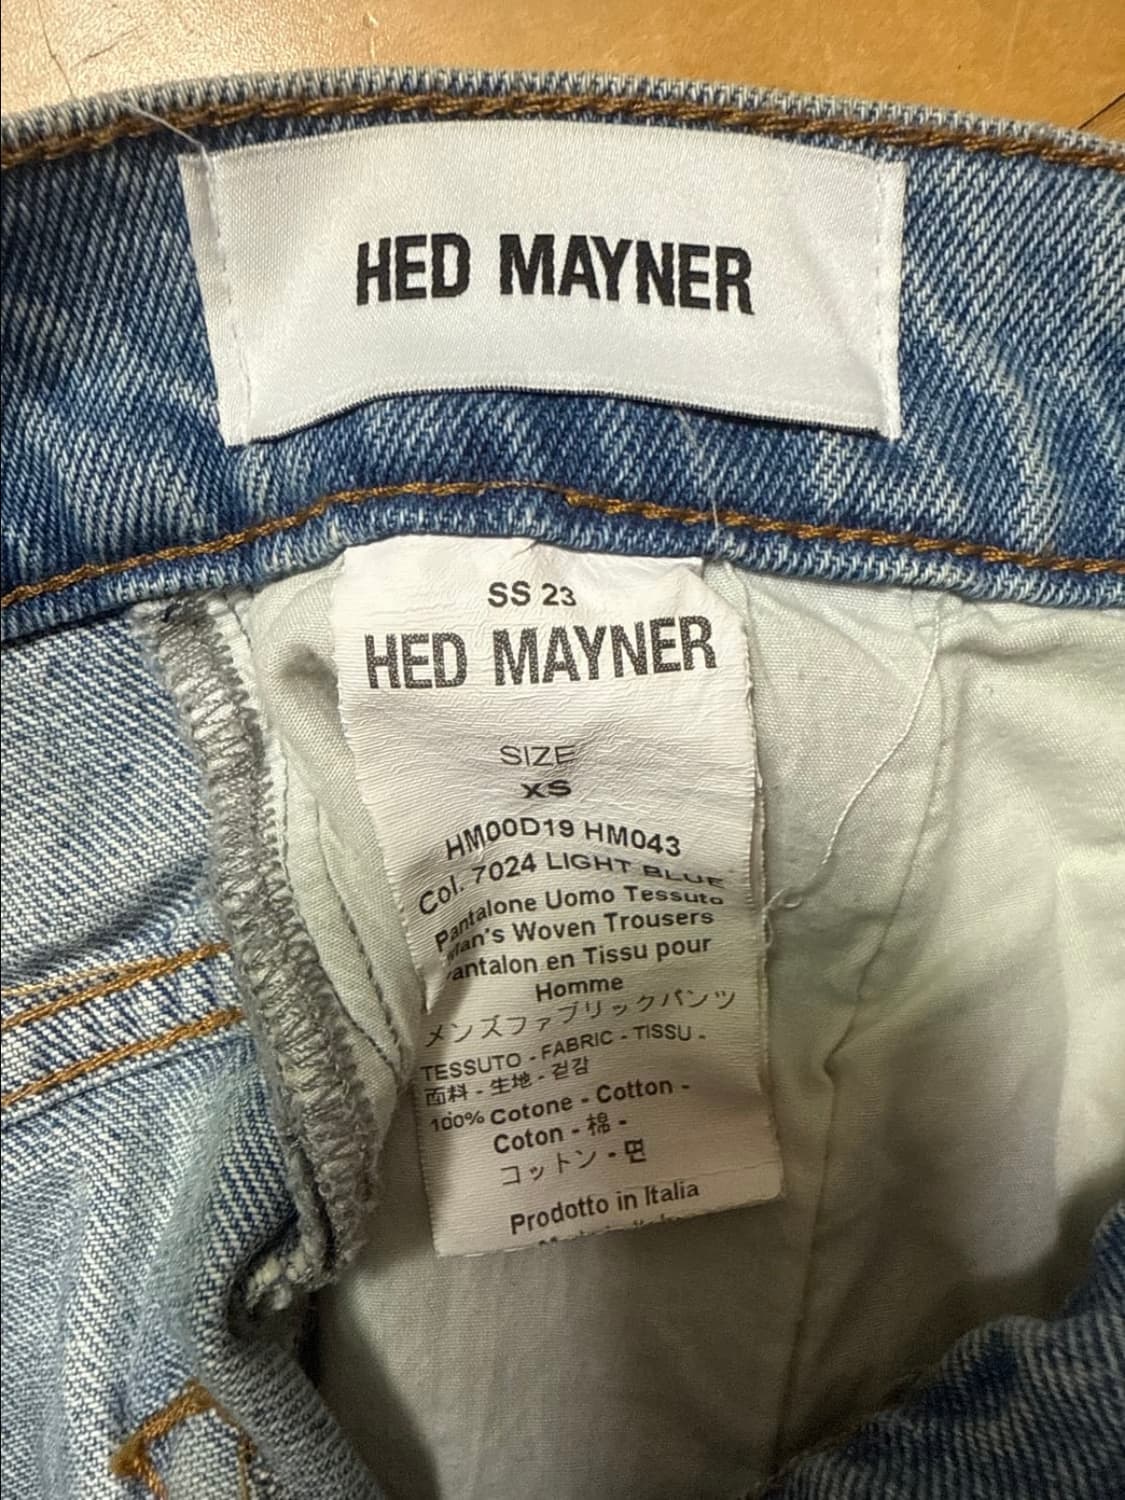 HED MAYNER
SS 23
HED MAYNER
SIZE
XS
HM00D19 HM043
Col. 7024 LIGHT BLUE
Pantalone Uomo Tessuto
Man's Woven Trousers
antalon en Tissu pour
Homme
メンズファブリックパンツ
TESSUTO - FABRIC - TISSU -
面料 - 生地 - 겉감
100% Cotone - Cotton -
Coton - 棉 -
コットン - 면
Prodotto in Italia